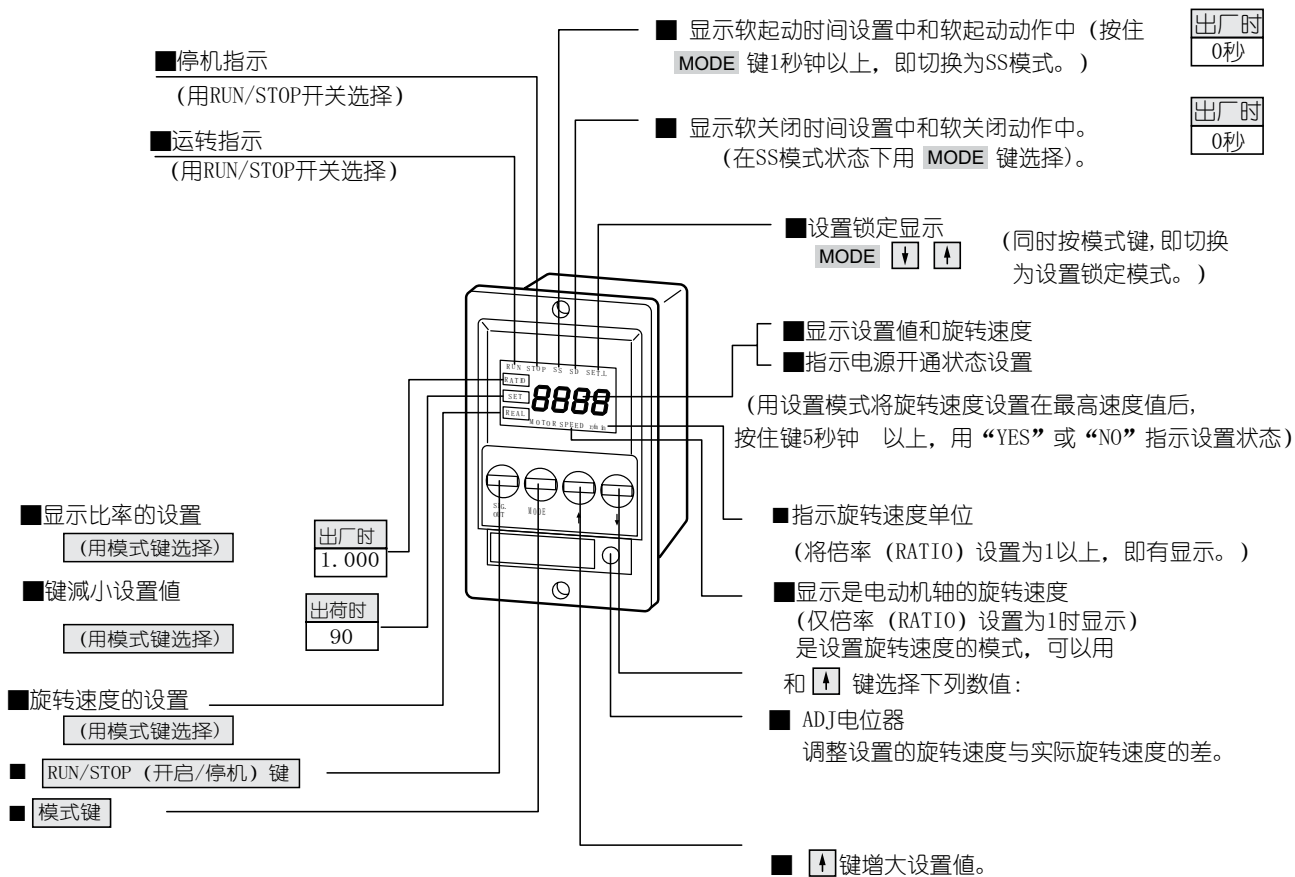 ■ 显示软起动时间设置中和软起动动作中（按住
MODE 键1秒钟以上，即切换为SS模式。）
出厂时
0秒
■停机指示
(用RUN/STOP开关选择)
■运转指示
(用RUN/STOP开关选择)
■ 显示软关闭时间设置中和软关闭动作中。
(在SS模式状态下用 MODE 键选择)。
出厂时
0秒
■设置锁定显示
MODE
(同时按模式键,即切换
为设置锁定模式。)
■显示设置值和旋转速度
■指示电源开通状态设置
(用设置模式将旋转速度设置在最高速度值后，
按住键5秒钟 以上，用“YES”或“NO”指示设置状态)
RUN STOP SS SD SET.L
RATIO
SET
REAL
8888
MOTOR SPEED r/min
MODE
■显示比率的设置
(用模式键选择)
出厂时
1.000
■键减小设置值
(用模式键选择)
出荷时
90
■旋转速度的设置
(用模式键选择)
■ RUN/STOP (开启/停机) 键
■ 模式键
■指示旋转速度单位
(将倍率 (RATIO) 设置为1以上，即有显示。)
■显示是电动机轴的旋转速度
(仅倍率 (RATIO) 设置为1时显示)
是设置旋转速度的模式，可以用
和 键选择下列数值：
■ ADJ电位器
调整设置的旋转速度与实际旋转速度的差。
■ 键增大设置值。